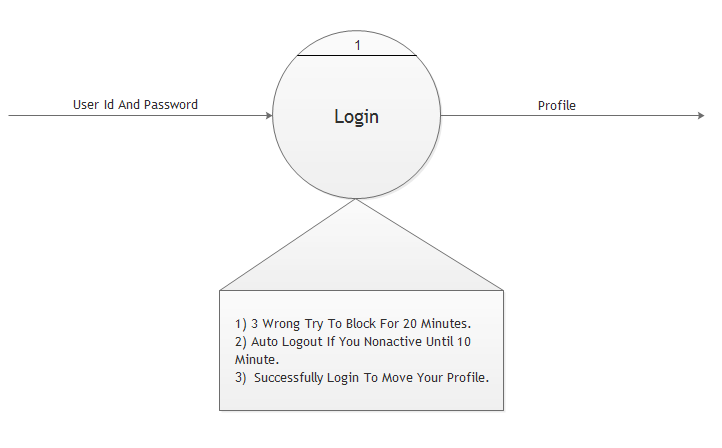 1
User Id And Password
Login
Profile
1) 3 Wrong Try To Block For 20 Minutes.
2) Auto Logout If You Nonactive Until 10
Minute.
3)  Successfully Login To Move Your Profile.